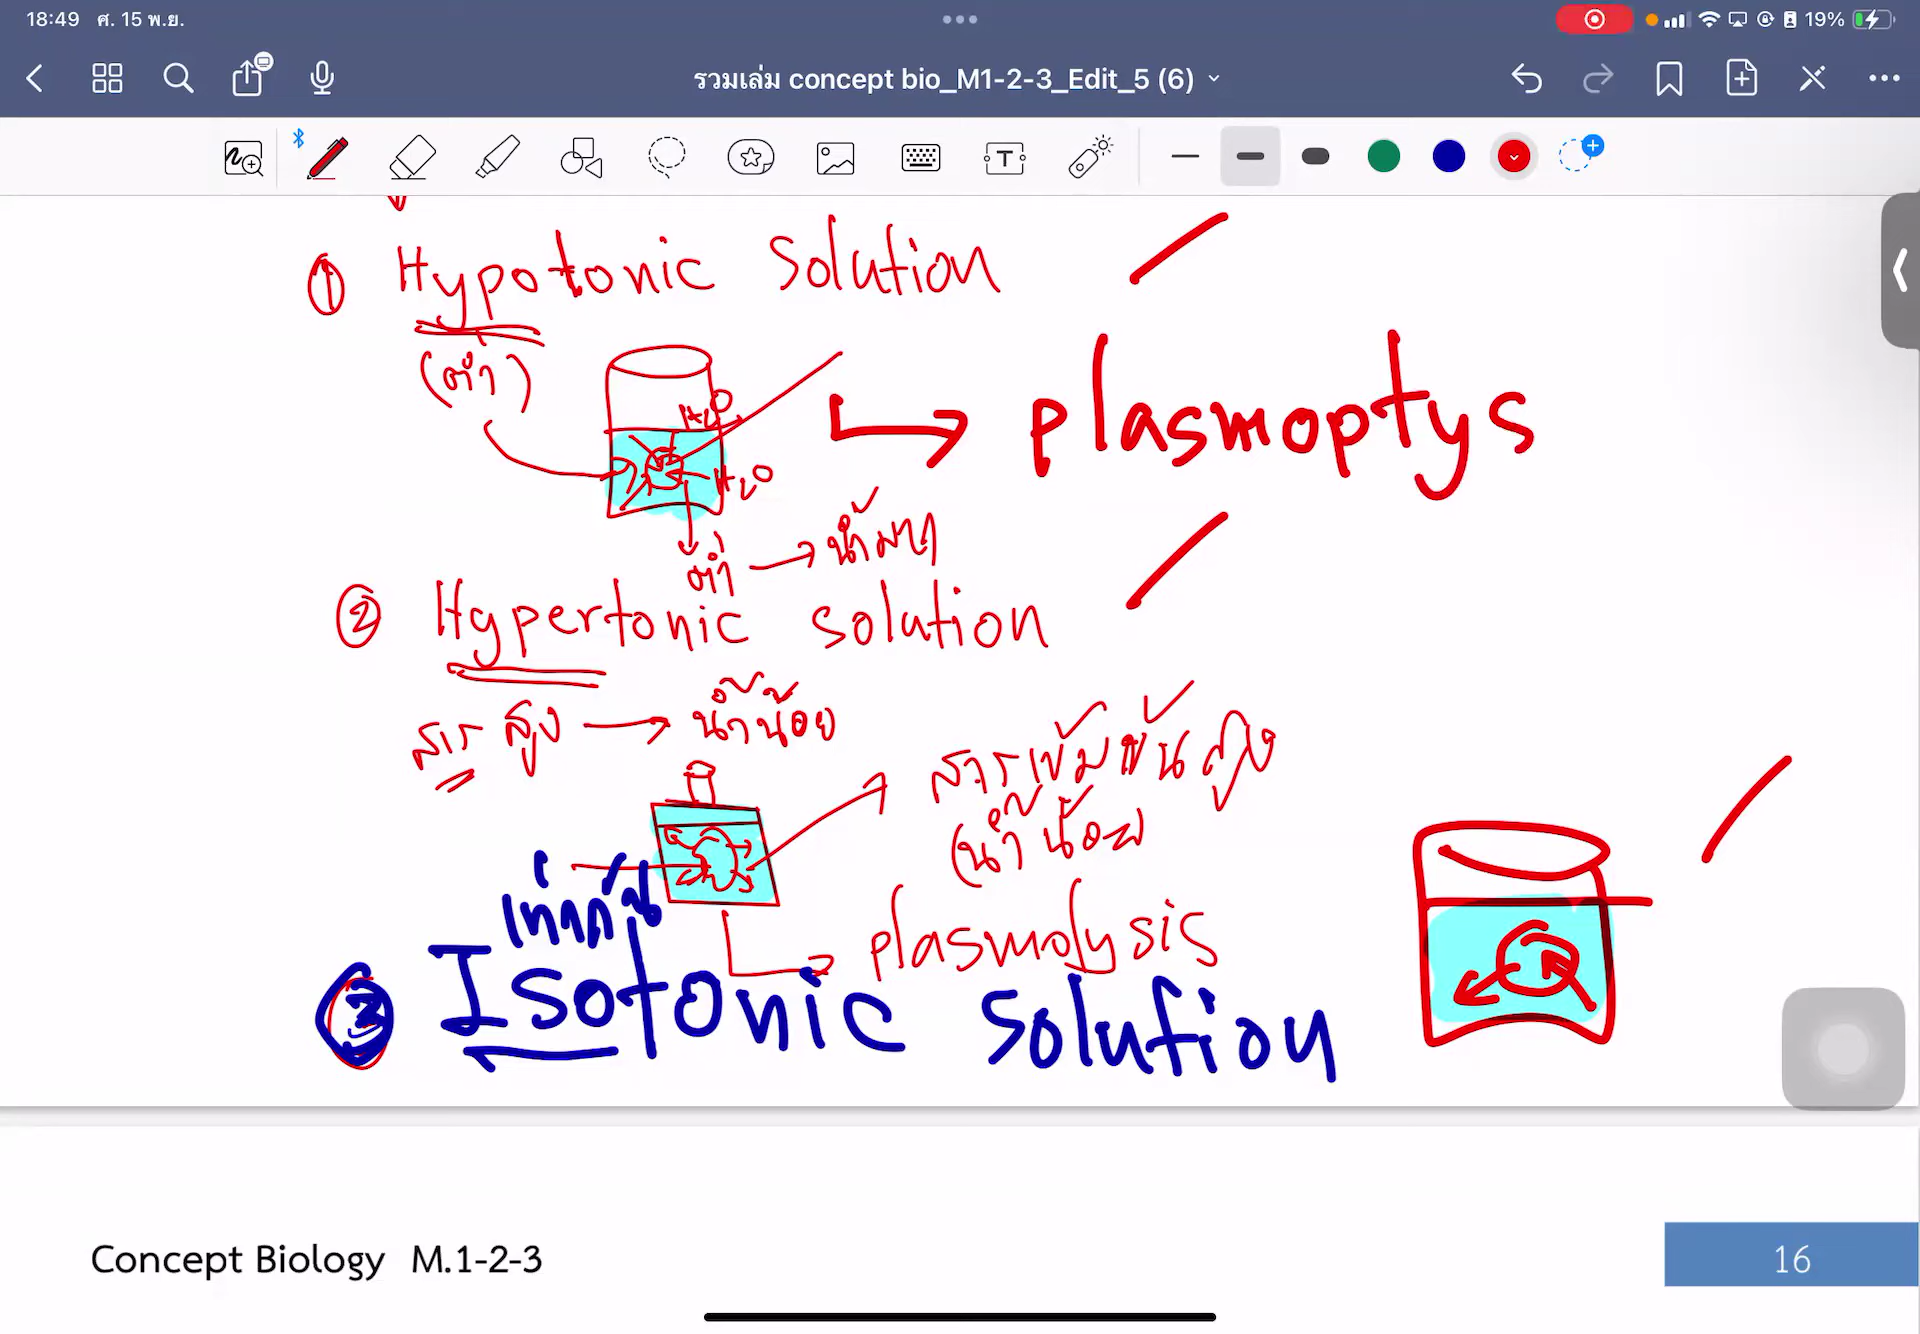 18:49 ศ. 15 พ.ย.
19%
รวมเล่ม concept bio_M1-2-3_Edit_5 (6)
T
① Hypotonic Solution
(ต่ำ)
H₂O
plasmoptys
H₂O
ต่ำ → น้ำมาก
② Hypertonic solution
สาร สูง → น้ำน้อย
สารเข้มข้นสูง
(น้ำน้อย)
เท่ากัน
plasmolysis
③ Isotonic Solution
Concept Biology M.1-2-3
16